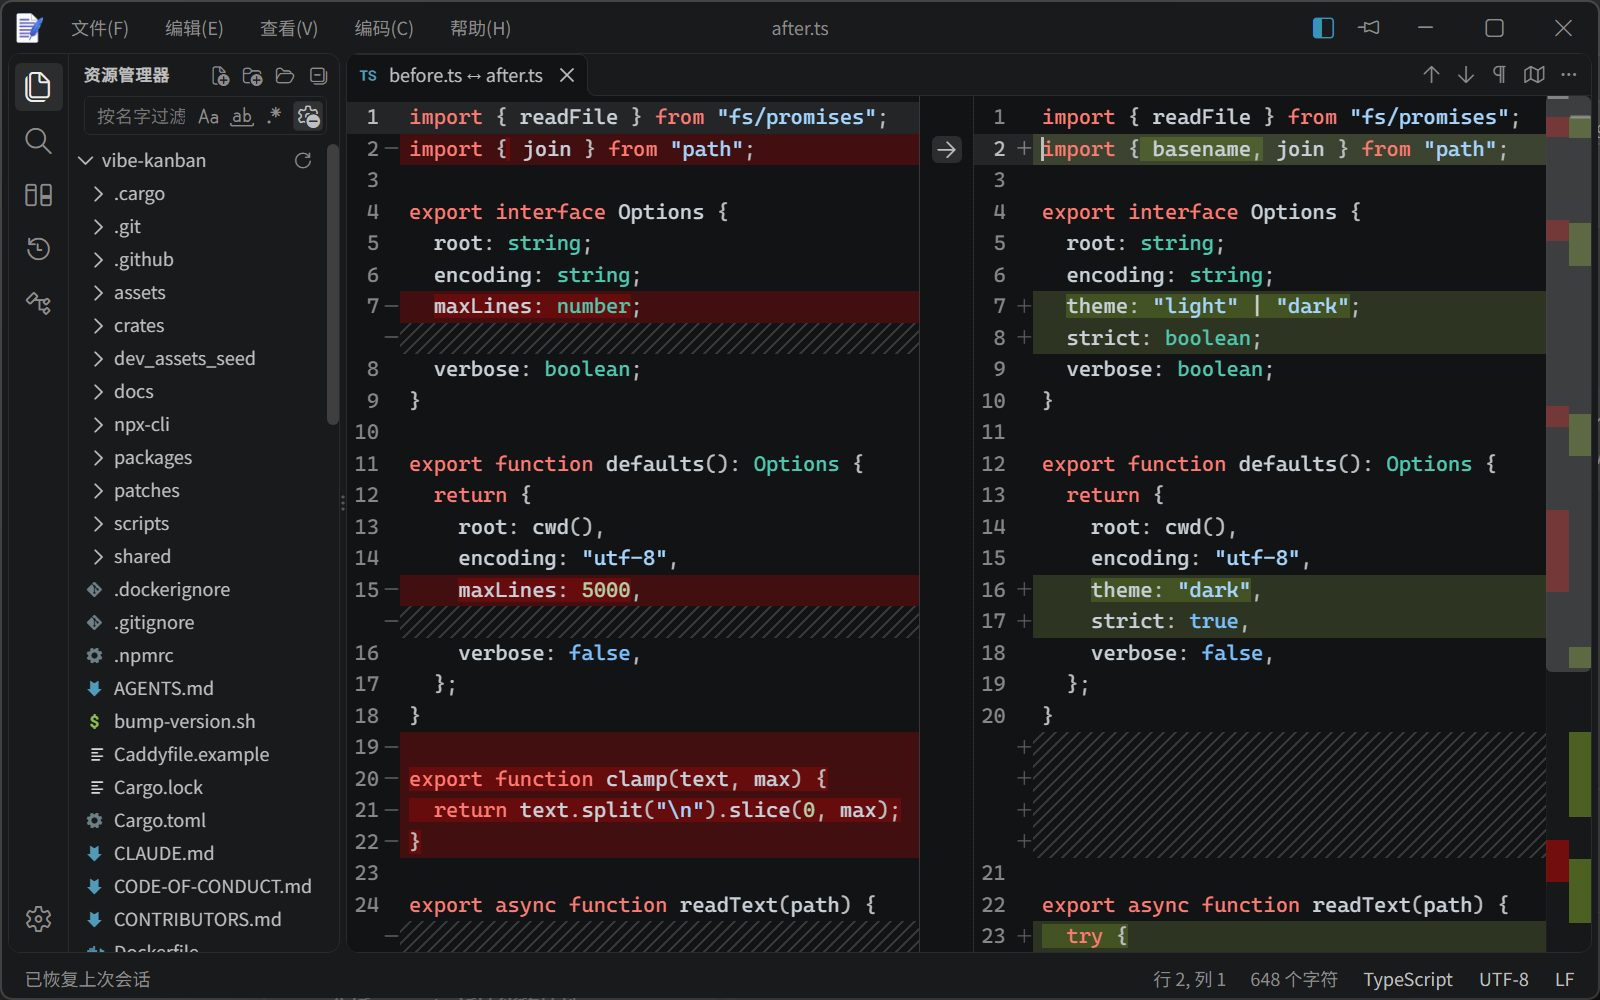 文件(F) 编辑(E) 查看(V) 编码(C) 帮助(H) after.ts
资源管理器
TS before.ts↔after.ts
按名字过滤 Aa ab .*
vibe-kanban
.cargo
.git
.github
assets
crates
dev_assets_seed
docs
npx-cli
packages
patches
scripts
shared
.dockerignore
.gitignore
.npmrc
AGENTS.md
$ bump-version.sh
Caddyfile.example
Cargo.lock
Cargo.toml
CLAUDE.md
CODE-OF-CONDUCT.md
CONTRIBUTORS.md
Dockerfile
1 import { readFile } from "fs/promises";
2 − import { join } from "path";
3
4 export interface Options {
5 root: string;
6 encoding: string;
7 − maxLines: number;
−
8 verbose: boolean;
9 }
10
11 export function defaults(): Options {
12 return {
13 root: cwd(),
14 encoding: "utf-8",
15 − maxLines: 5000,
−
16 verbose: false,
17 };
18 }
19 −
20 − export function clamp(text, max) {
21 − return text.split("\n").slice(0, max);
22 − }
23
24 export async function readText(path) {
−
1 import { readFile } from "fs/promises";
2 + import { basename, join } from "path";
3
4 export interface Options {
5 root: string;
6 encoding: string;
7 + theme: "light" | "dark";
8 + strict: boolean;
9 verbose: boolean;
10 }
11
12 export function defaults(): Options {
13 return {
14 root: cwd(),
15 encoding: "utf-8",
16 + theme: "dark",
17 + strict: true,
18 verbose: false,
19 };
20 }
+
+
+
+
21
22 export async function readText(path) {
23 + try {
已恢复上次会话 行 2, 列 1 648 个字符 TypeScript UTF-8 LF